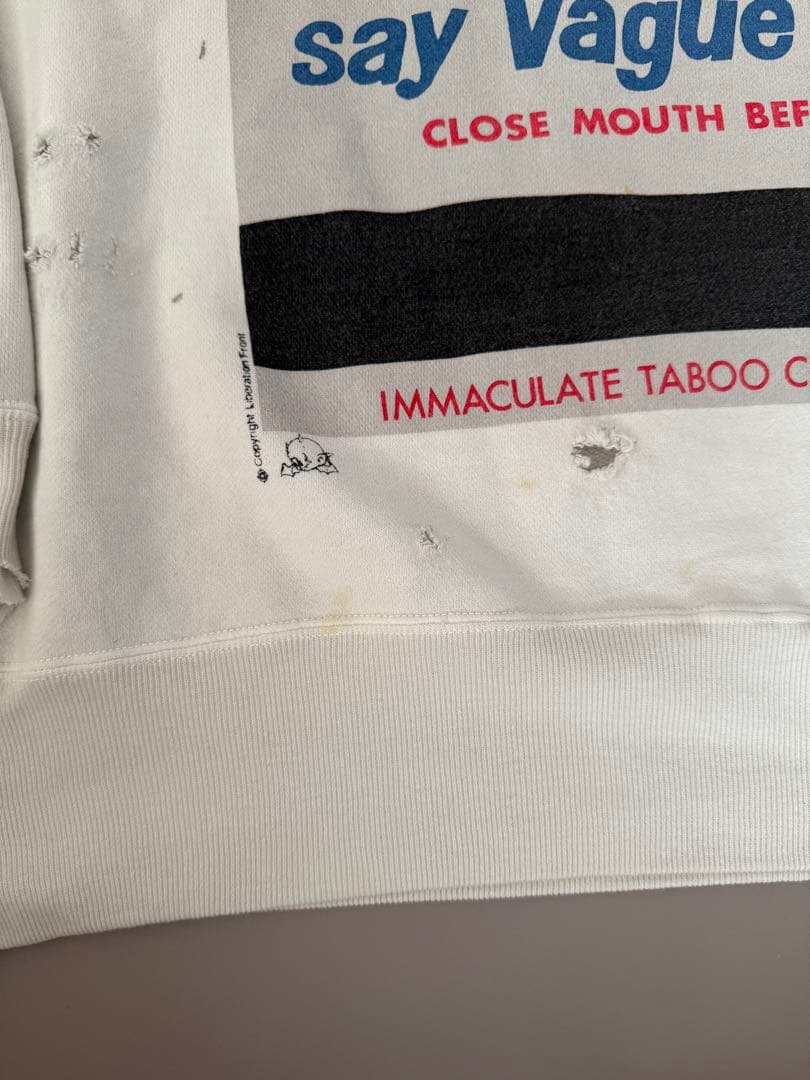 say Vague
CLOSE MOUTH BEF
IMMACULATE TABOO C
© Copyright Liberation Front